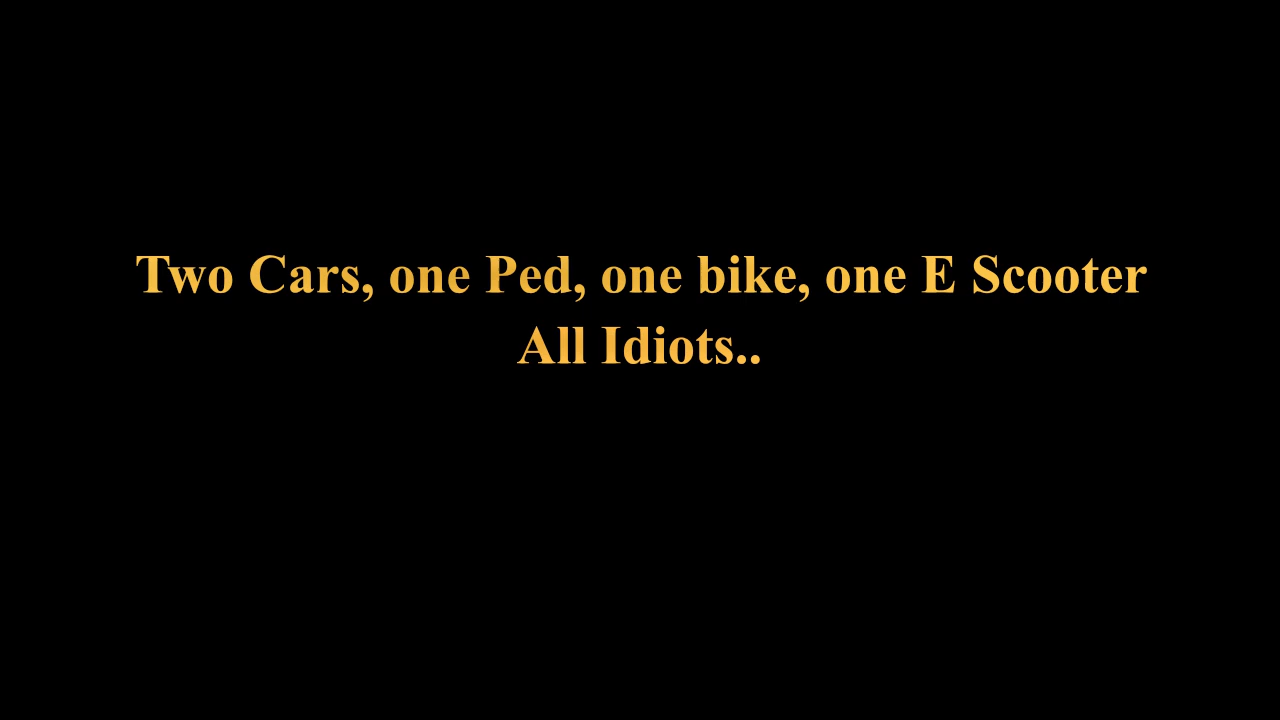 Two Cars, one Ped, one bike, one E Scooter
All Idiots..